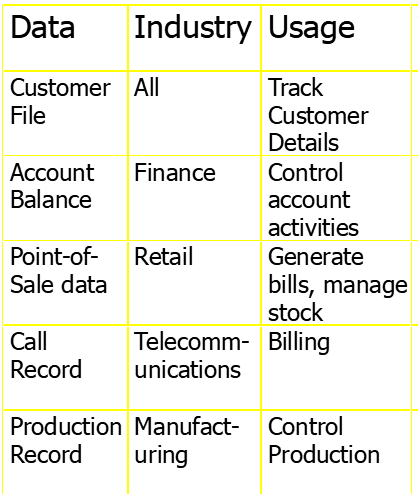 Data Industry Usage
Customer All Track
File Customer
Details
Account Finance Control
Balance account
activities
Point-of- Retail Generate
Sale data bills, manage
stock
Call Telecomm- Billing
Record unications
Production Manufact- Control
Record uring Production